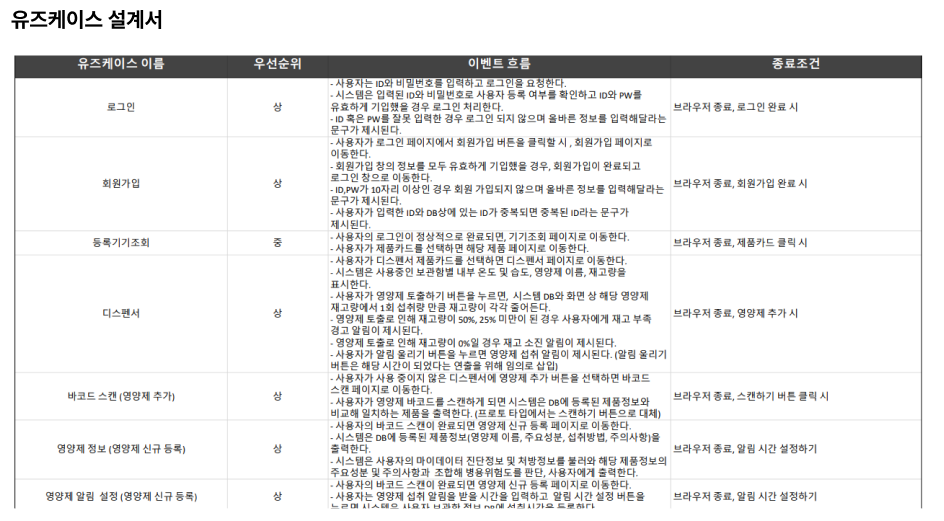 유즈케이스 설계서
유즈케이스 이름 우선순위 이벤트 흐름 종료조건
로그인 상
- 사용자는 ID와 비밀번호를 입력하고 로그인을 요청한다.
- 시스템은 입력된 ID와 비밀번호로 사용자 등록 여부를 확인하고 ID와 PW를
유효하게 기입했을 경우 로그인 처리한다.
- ID 혹은 PW를 잘못 입력한 경우 로그인 되지 않으며 올바른 정보를 입력해달라는
문구가 제시된다.
브라우저 종료, 로그인 완료 시
회원가입 상
- 사용자가 로그인 페이지에서 회원가입 버튼을 클릭할 시 , 회원가입 페이지로
이동한다.
- 회원가입 창의 정보를 모두 유효하게 기입했을 경우, 회원가입이 완료되고
로그인 창으로 이동한다.
- ID,PW가 10자리 이상인 경우 회원 가입되지 않으며 올바른 정보를 입력해달라는
문구가 제시된다.
- 사용자가 입력한 ID와 DB상에 있는 ID가 중복되면 중복된 ID라는 문구가
제시된다.
브라우저 종료, 회원가입 완료 시
등록기기조회 중
- 사용자의 로그인이 정상적으로 완료되면, 기기조회 페이지로 이동한다.
- 사용자가 제품카드를 선택하면 해당 제품 페이지로 이동한다.
브라우저 종료, 제품카드 클릭 시
디스펜서 상
- 사용자가 디스펜서 제품카드를 선택하면 디스펜서 페이지로 이동한다.
- 시스템은 사용중인 보관함별 내부 온도 및 습도, 영양제 이름, 재고량을
표시한다.
- 사용자가 영양제 토출하기 버튼을 누르면, 시스템 DB와 화면 상 해당 영양제
재고량에서 1회 섭취량 만큼 재고량이 각각 줄어든다.
- 영양제 토출로 인해 재고량이 50%, 25% 미만이 된 경우 사용자에게 재고 부족
경고 알림이 제시된다.
- 영양제 토출로 인해 재고량이 0%일 경우 재고 소진 알림이 제시된다.
- 사용자가 알림 울리기 버튼을 누르면 영양제 섭취 알림이 제시된다. (알림 울리기
버튼은 해당 시간이 되었다는 연출을 위해 임의로 삽입)
브라우저 종료, 영양제 추가 시
바코드 스캔 (영양제 추가) 상
- 사용자가 사용 중이지 않은 디스펜서에 영양제 추가 버튼을 선택하면 바코드
스캔 페이지로 이동한다.
- 사용자가 영양제 바코드를 스캔하게 되면 시스템은 DB에 등록된 제품정보와
비교해 일치하는 제품을 출력한다. (프로토 타입에서는 스캔하기 버튼으로 대체)
브라우저 종료, 스캔하기 버튼 클릭 시
영양제 정보 (영양제 신규 등록) 상
- 사용자의 바코드 스캔이 완료되면 영양제 신규 등록 페이지로 이동한다.
- 시스템은 DB에 등록된 제품정보(영양제 이름, 주요성분, 섭취방법, 주의사항)을
출력한다.
- 시스템은 사용자의 마이데이터 진단정보 및 처방정보를 불러와 해당 제품정보의
주요성분 및 주의사항과 조합해 병용위험도를 판단, 사용자에게 출력한다.
브라우저 종료, 알림 시간 설정하기
영양제 알림 설정 (영양제 신규 등록) 상
- 사용자의 바코드 스캔이 완료되면 영양제 신규 등록 페이지로 이동한다.
- 사용자는 영양제 섭취 알림을 받을 시간을 입력하고 알림 시간 설정 버튼을
누르면 시스템은 사용자 보관함 정보 DB에 섭취시간을 등록한다.
브라우저 종료, 알림 시간 설정하기